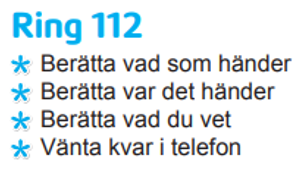 Ring 112
* Berätta vad som händer
* Berätta var det händer
* Berätta vad du vet
* Vänta kvar i telefon